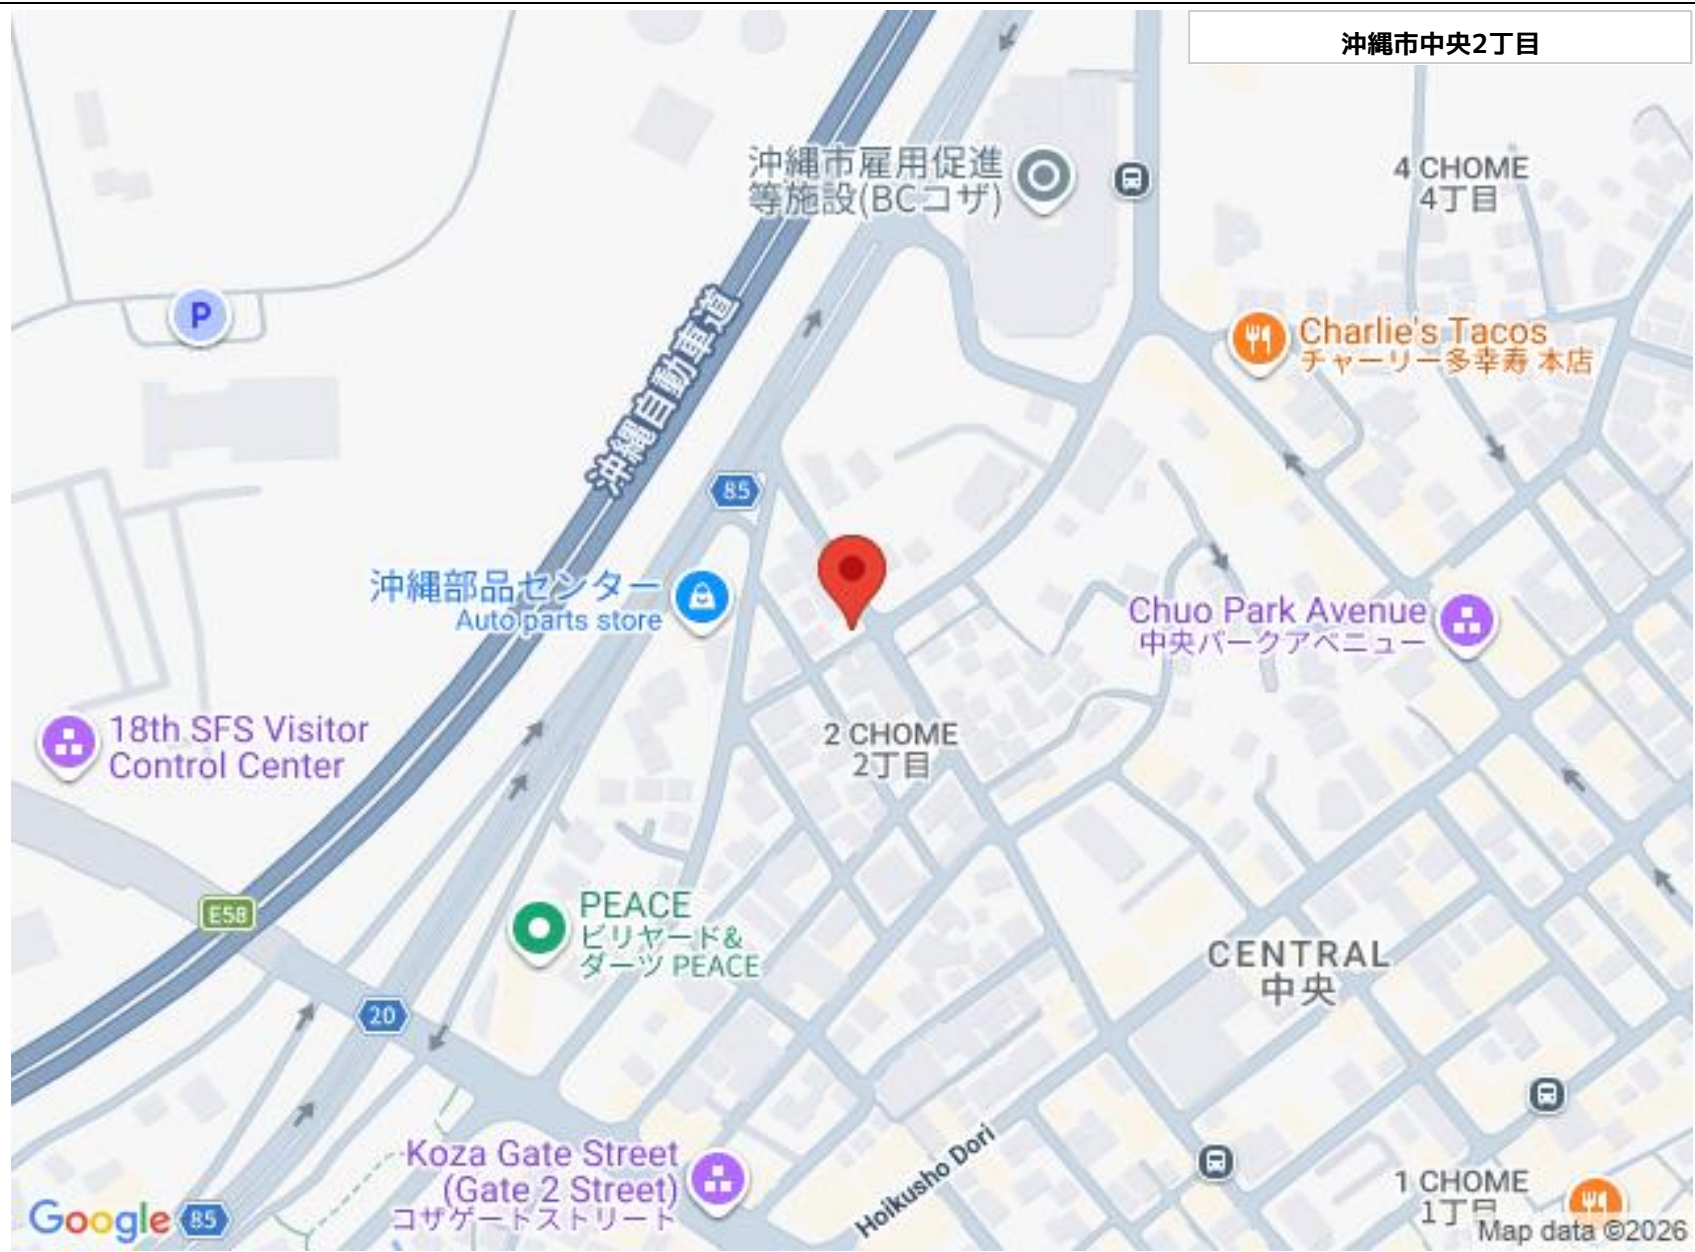 沖縄市中央2丁目
沖縄市雇用促進
等施設(BCコザ)
4 CHOME
4丁目
P
Charlie's Tacos
チャーリー多幸寿 本店
沖縄自動車道
85
沖縄部品センター
Auto parts store
Chuo Park Avenue
中央パークアベニュー
18th SFS Visitor
Control Center
2 CHOME
2丁目
E58
PEACE
ビリヤード&
ダーツ PEACE
CENTRAL
中央
20
Koza Gate Street
(Gate 2 Street)
コザゲートストリート
Hoikusho Dori
1 CHOME
1丁目
Google
85
Map data ©2026